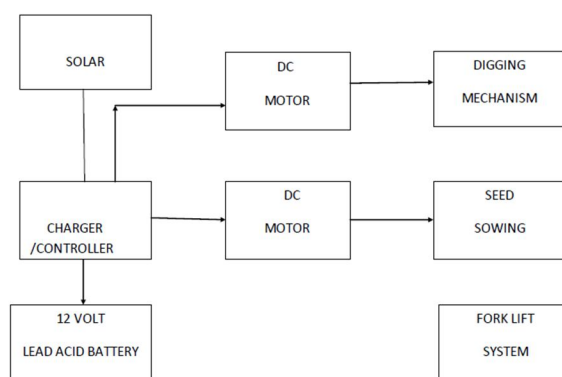 SOLAR
DC
MOTOR
DIGGING
MECHANISM
CHARGER
/CONTROLLER
DC
MOTOR
SEED
SOWING
12 VOLT
LEAD ACID BATTERY
FORK LIFT
SYSTEM